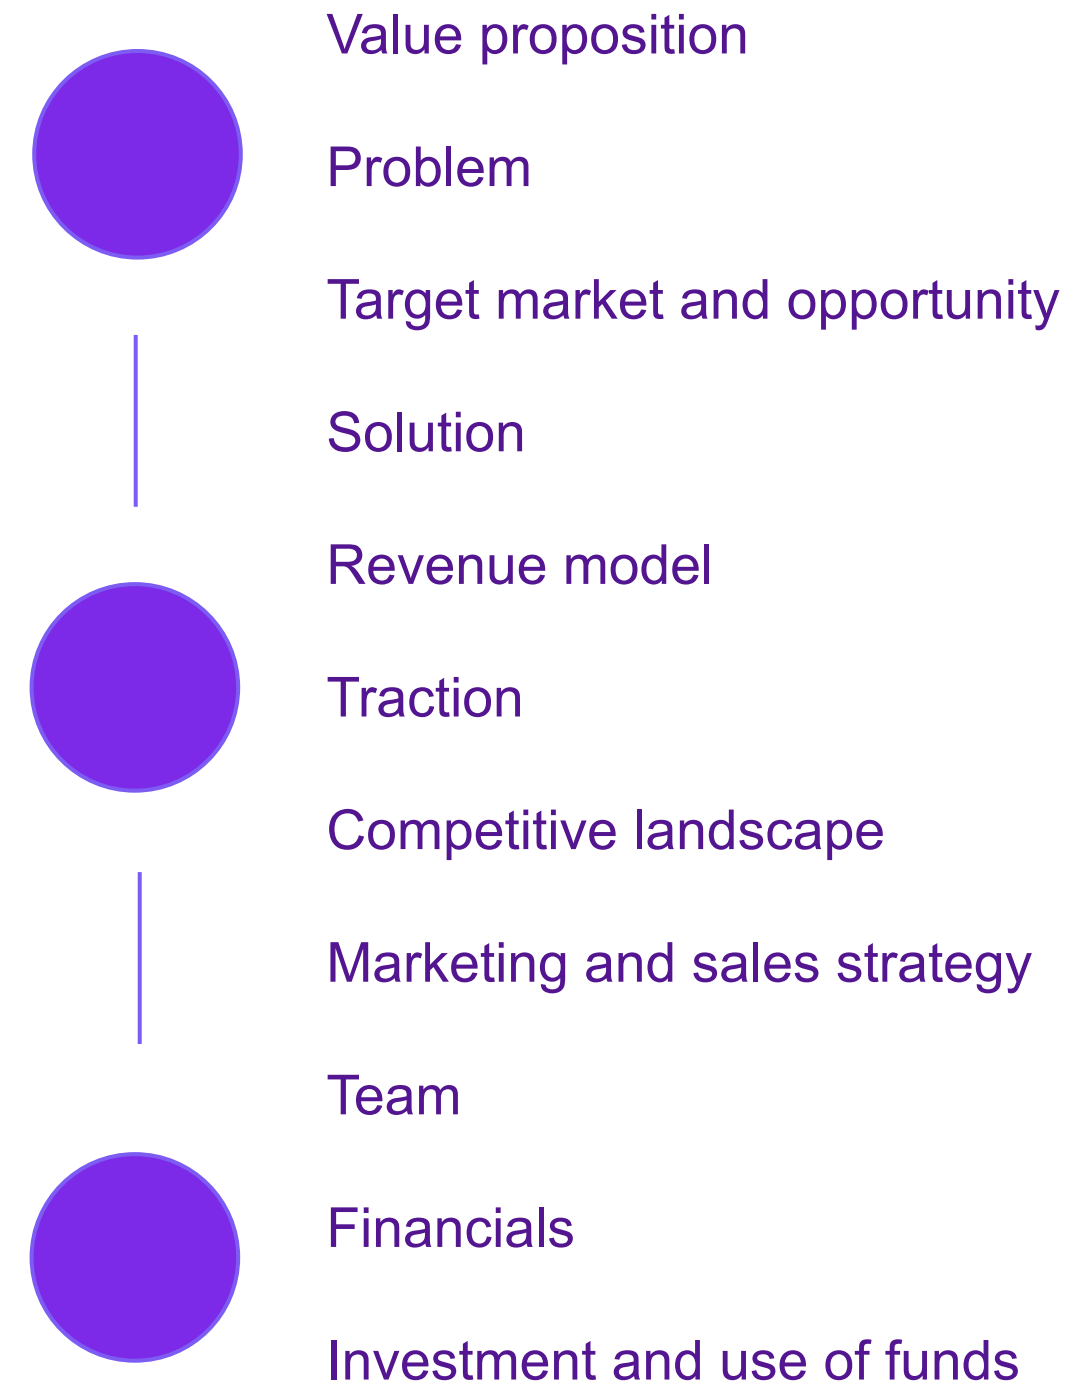 Value proposition
Problem
Target market and opportunity
Solution
Revenue model
Traction
Competitive landscape
Marketing and sales strategy
Team
Financials
Investment and use of funds